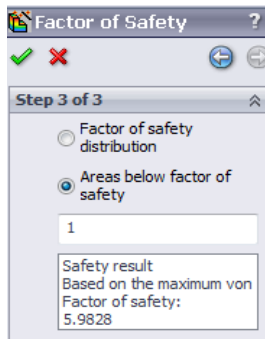 Factor of Safety ?
Step 3 of 3
Factor of safety
distribution
Areas below factor of
safety
1
Safety result
Based on the maximum von
Factor of safety:
5.9828